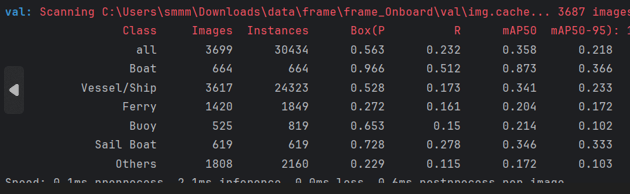 val: Scanning C:\Users\smmm\Downloads\data\frame\frame_Onboard\val\img.cache... 3687 images
Class Images Instances Box(P R mAP50 mAP50-95): 1
all 3699 30434 0.563 0.232 0.358 0.218
Boat 664 664 0.966 0.512 0.873 0.366
Vessel/Ship 3617 24323 0.528 0.173 0.341 0.233
Ferry 1420 1849 0.272 0.161 0.204 0.172
Buoy 525 819 0.653 0.15 0.214 0.102
Sail Boat 619 619 0.728 0.278 0.346 0.333
Others 1808 2160 0.229 0.115 0.172 0.103
Speed: 0.1ms preprocess, 2.1ms inference, 0.0ms loss, 0.6ms postprocess per image